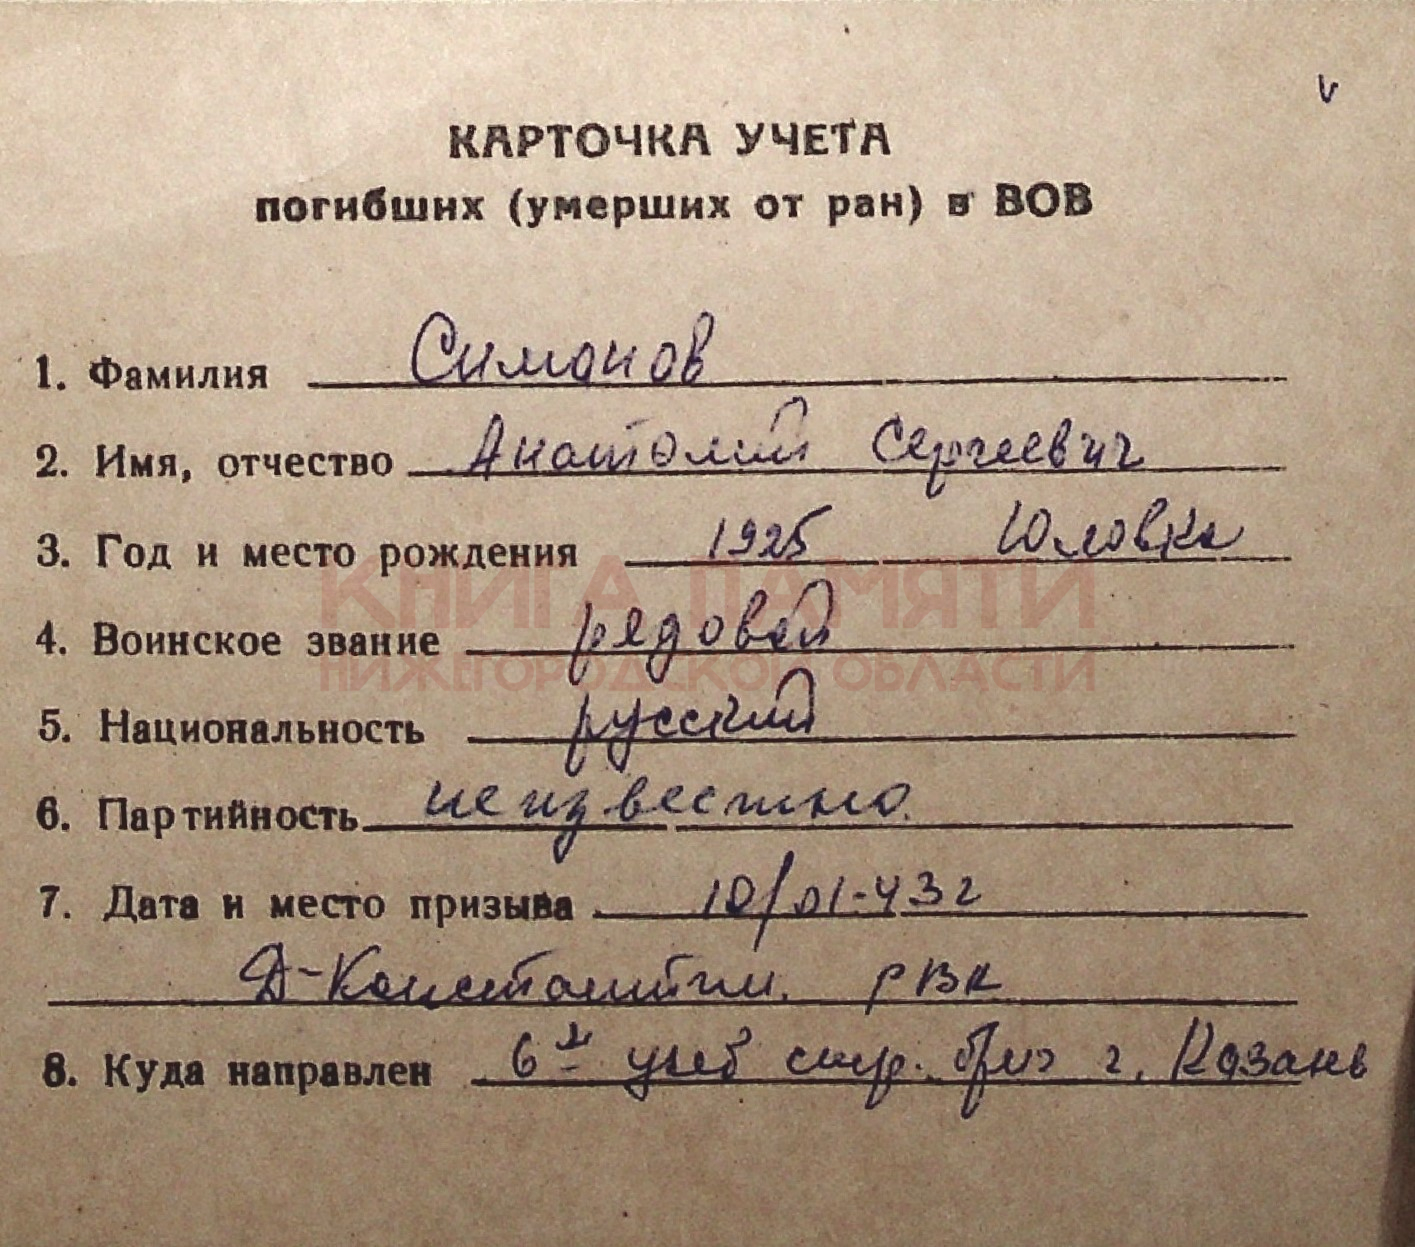 КАРТОЧКА УЧЕТА
погибших (умерших от ран) в ВОВ
1. Фамилия Симонов
2. Имя, отчество Анатолий Сергеевич
3. Год и место рождения 1925 Юловка
КНИГА ПАМЯТИ
4. Воинское звание рядовой
НИЖЕГОРОДСКОЙ ОБЛАСТИ
5. Национальность русский
6. Партийность неизвестно.
7. Дата и место призыва 10/01-43 г
Д-Константин. РВК
8. Куда направлен 6я учеб стр. бриг г. Казань